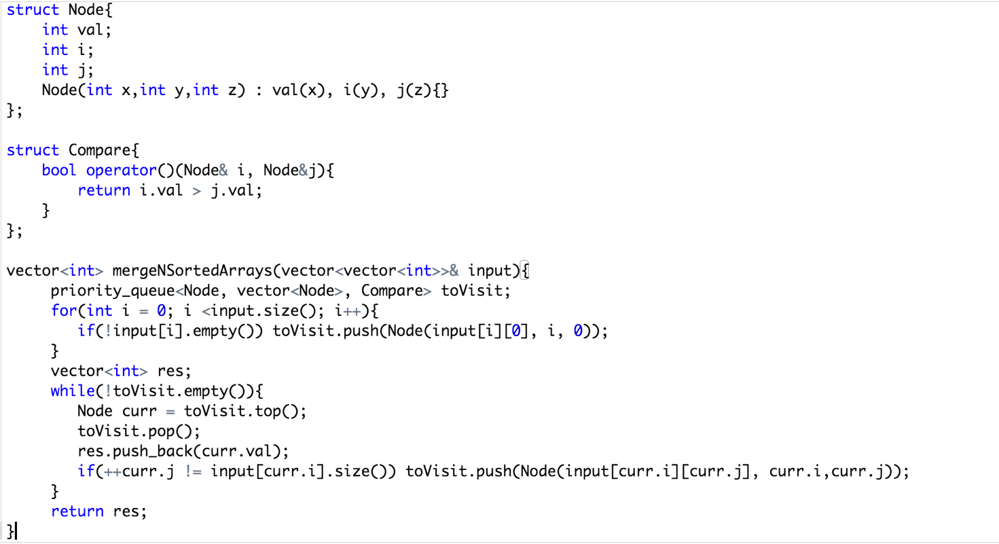 struct Node{
    int val;
    int i;
    int j;
    Node(int x,int y,int z) : val(x), i(y), j(z){}
};

struct Compare{
    bool operator()(Node& i, Node&j){
        return i.val > j.val;
    }
};

vector<int> mergeNSortedArrays(vector<vector<int>>& input){
     priority_queue<Node, vector<Node>, Compare> toVisit;
     for(int i = 0; i <input.size(); i++){
        if(!input[i].empty()) toVisit.push(Node(input[i][0], i, 0));
     }
     vector<int> res;
     while(!toVisit.empty()){
        Node curr = toVisit.top();
        toVisit.pop();
        res.push_back(curr.val);
        if(++curr.j != input[curr.i].size()) toVisit.push(Node(input[curr.i][curr.j], curr.i,curr.j));
     }
     return res;
}